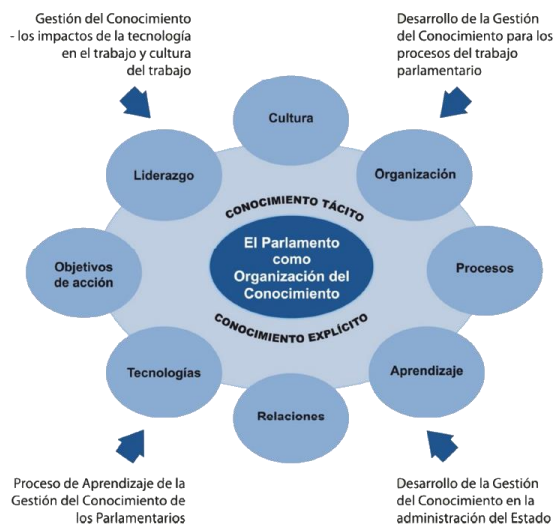 Gestión del Conocimiento
- los impactos de la tecnología
en el trabajo y cultura
del trabajo
Desarrollo de la Gestión
del Conocimiento para los
procesos del trabajo
parlamentario
Cultura
Liderazgo
Organización
CONOCIMIENTO TÁCITO
El Parlamento
como
Organización del
Conocimiento
Objetivos
de acción
Procesos
CONOCIMIENTO EXPLÍCITO
Tecnologías
Aprendizaje
Relaciones
Proceso de Aprendizaje de la
Gestión del Conocimiento de
los Parlamentarios
Desarrollo de la Gestión
del Conocimiento en la
administración del Estado